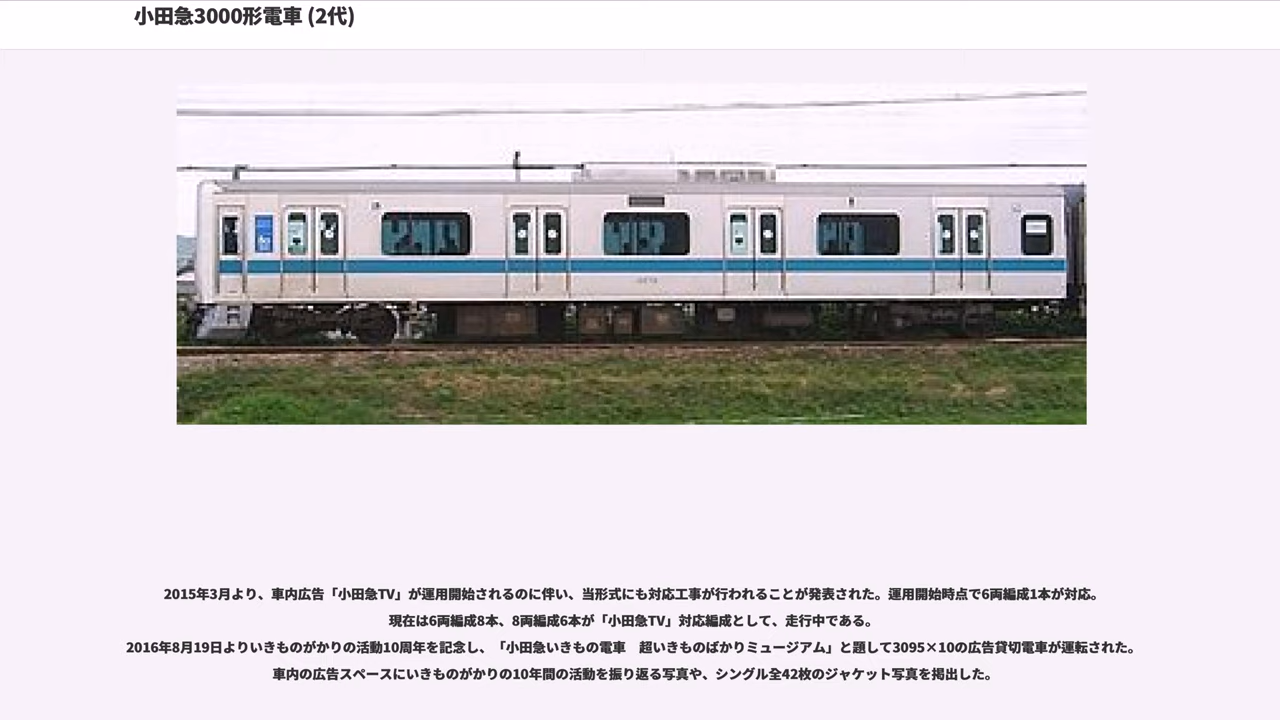 小田急3000形電車 (2代)
2015年3月より、車内広告「小田急TV」が運用開始されるのに伴い、当形式にも対応工事が行われることが発表された。運用開始時点で6両編成1本が対応。
現在は6両編成8本、8両編成6本が「小田急TV」対応編成として、走行中である。
2016年8月19日よりいきものがかりの活動10周年を記念し、「小田急いきもの電車　超いきものばかりミュージアム」と題して3095×10の広告貸切電車が運転された。
車内の広告スペースにいきものがかりの10年間の活動を振り返る写真や、シングル全42枚のジャケット写真を掲出した。